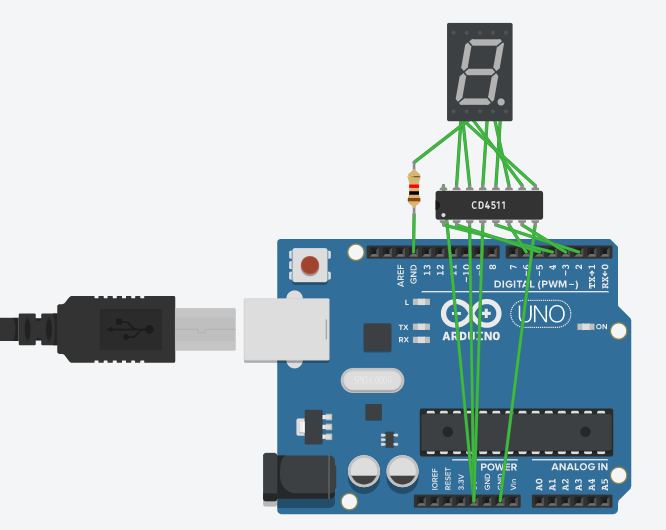 CD4511
AREF
GND
13
12
11
~10
~9
8
7
~6
~5
4
~3
2
TX→1
RX←0
DIGITAL (PWM~)
L
TX
RX
UNO
ARDUINO
ON
POWER
ANALOG IN
IOREF
RESET
3.3V
GND
GND
Vin
A0
A1
A2
A3
A4
A5